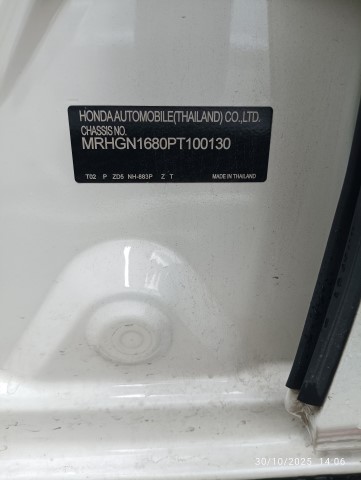 HONDA AUTOMOBILE(THAILAND) CO.,LTD.
CHASSIS NO.
MRHGN1680PT100130
T02 P ZD5 NH-883P Z T
MADE IN THAILAND
30/10/2025 14:06